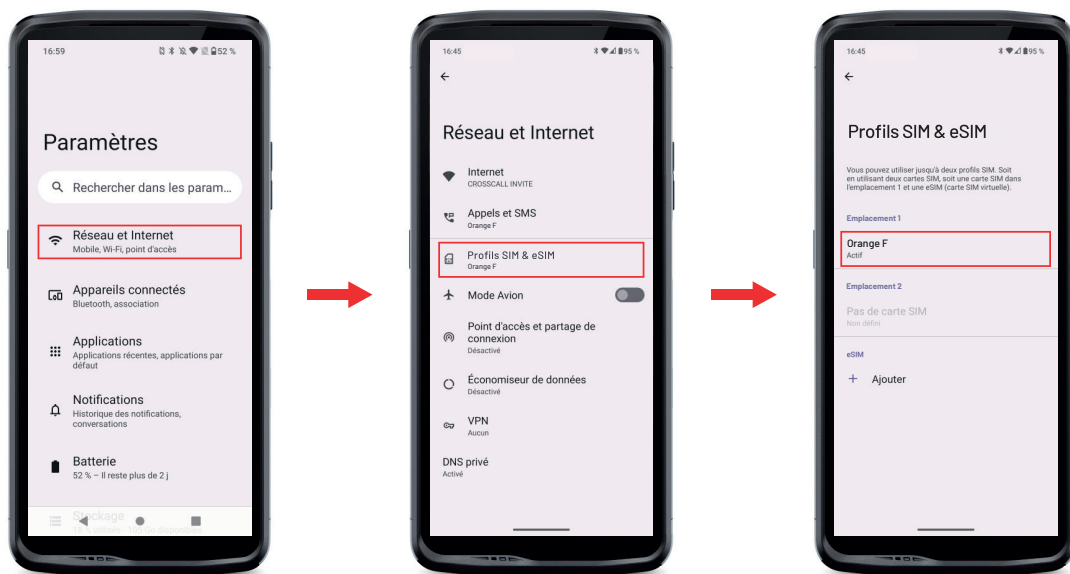 16:59
52 %
Paramètres
Rechercher dans les param...
Réseau et Internet
Mobile, Wi-Fi, point d'accès
Appareils connectés
Bluetooth, association
Applications
Applications récentes, applications par
défaut
Notifications
Historique des notifications,
conversations
Batterie
52 % – Il reste plus de 2 j
Stockage
16:45
95 %
Réseau et Internet
Internet
CROSSCALL INVITE
Appels et SMS
Orange F
Profils SIM & eSIM
Orange F
Mode Avion
Point d'accès et partage de
connexion
Désactivé
Économiseur de données
Désactivé
VPN
Aucun
DNS privé
Activé
16:45
95 %
Profils SIM & eSIM
Vous pouvez utiliser jusqu'à deux profils SIM. Soit
en utilisant deux cartes SIM, soit une carte SIM dans
l'emplacement 1 et une eSIM (carte SIM virtuelle).
Emplacement 1
Orange F
Actif
Emplacement 2
Pas de carte SIM
Non défini
eSIM
+ Ajouter